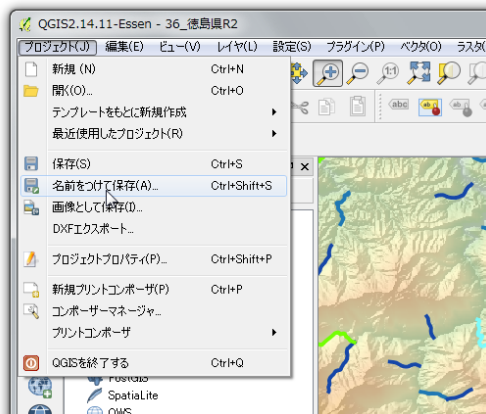 QGIS2.14.11-Essen - 36_徳島県R2
プロジェクト(J) 編集(E) ビュー(V) レイヤ(L) 設定(S) プラグイン(P) ベクタ(O) ラスタ
新規(N) Ctrl+N
開く(O)... Ctrl+O
テンプレートをもとに新規作成
最近使用したプロジェクト(R)
保存(S) Ctrl+S
名前をつけて保存(A)... Ctrl+Shift+S
画像として保存(I)...
DXFエクスポート...
プロジェクトプロパティ(P)... Ctrl+Shift+P
新規プリントコンポーザ(P) Ctrl+P
コンポーザーマネージャ...
プリントコンポーザ
QGISを終了する Ctrl+Q
PostGIS
SpatiaLite
OWS